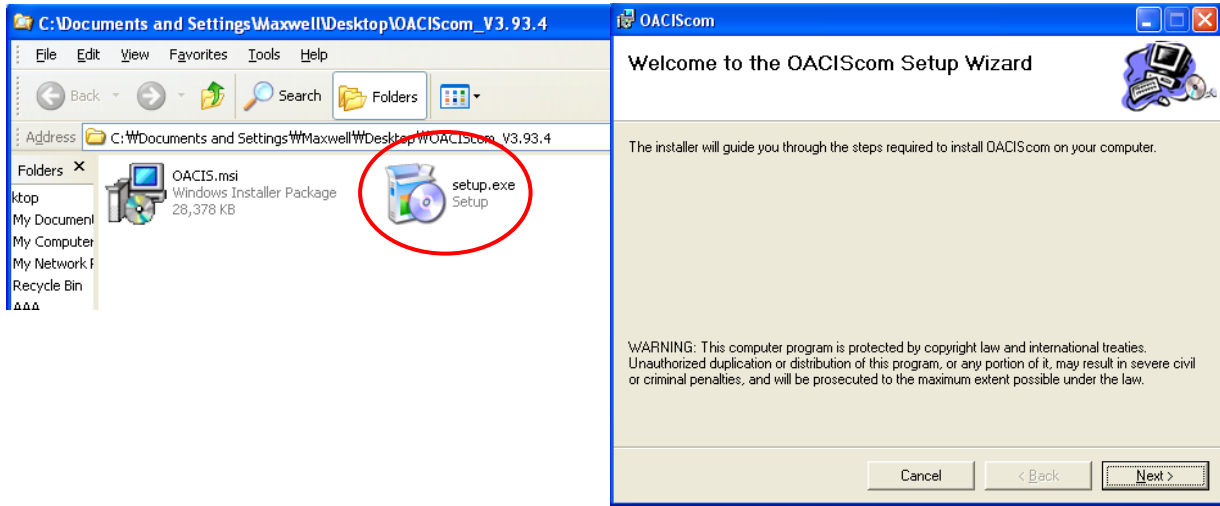 C:\Documents and Settings\Maxwell\Desktop\OACIScom_V3.93.4
File Edit View Favorites Tools Help
Back Search Folders
Address C:₩Documents and Settings₩Maxwell₩Desktop₩OACIScom_V3.93.4
Folders
ktop
My Document
My Computer
My Network
Recycle Bin
AAA
OACIS.msi
Windows Installer Package
28,378 KB
setup.exe
Setup
OACIScom
Welcome to the OACIScom Setup Wizard
The installer will guide you through the steps required to install OACIScom on your computer.
WARNING: This computer program is protected by copyright law and international treaties.
Unauthorized duplication or distribution of this program, or any portion of it, may result in severe civil
or criminal penalties, and will be prosecuted to the maximum extent possible under the law.
Cancel < Back Next >